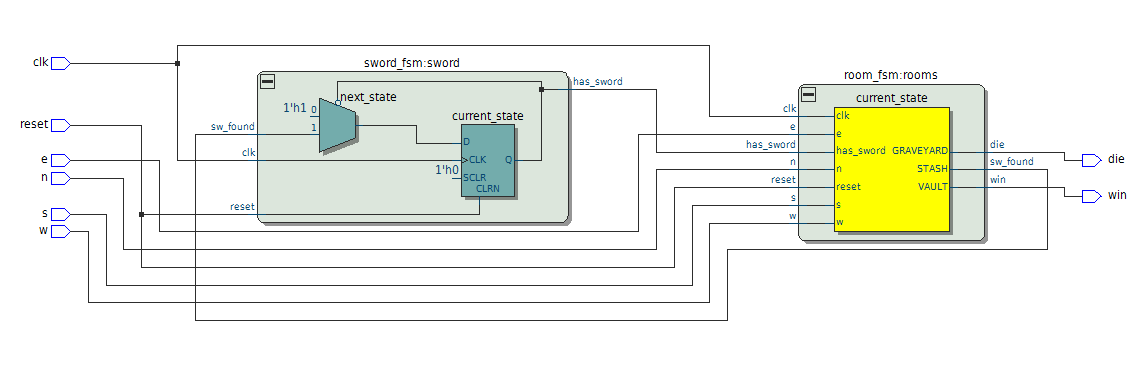 clk
reset
e
n
s
w
sword_fsm:sword
next_state
1'h1
0
1
sw_found
clk
reset
current_state
D
CLK
Q
1'h0
SCLR
CLRN
has_sword
room_fsm:rooms
current_state
clk
e
has_sword
n
reset
s
w
clk
e
has_sword
n
reset
s
w
GRAVEYARD
STASH
VAULT
die
sw_found
win
die
win